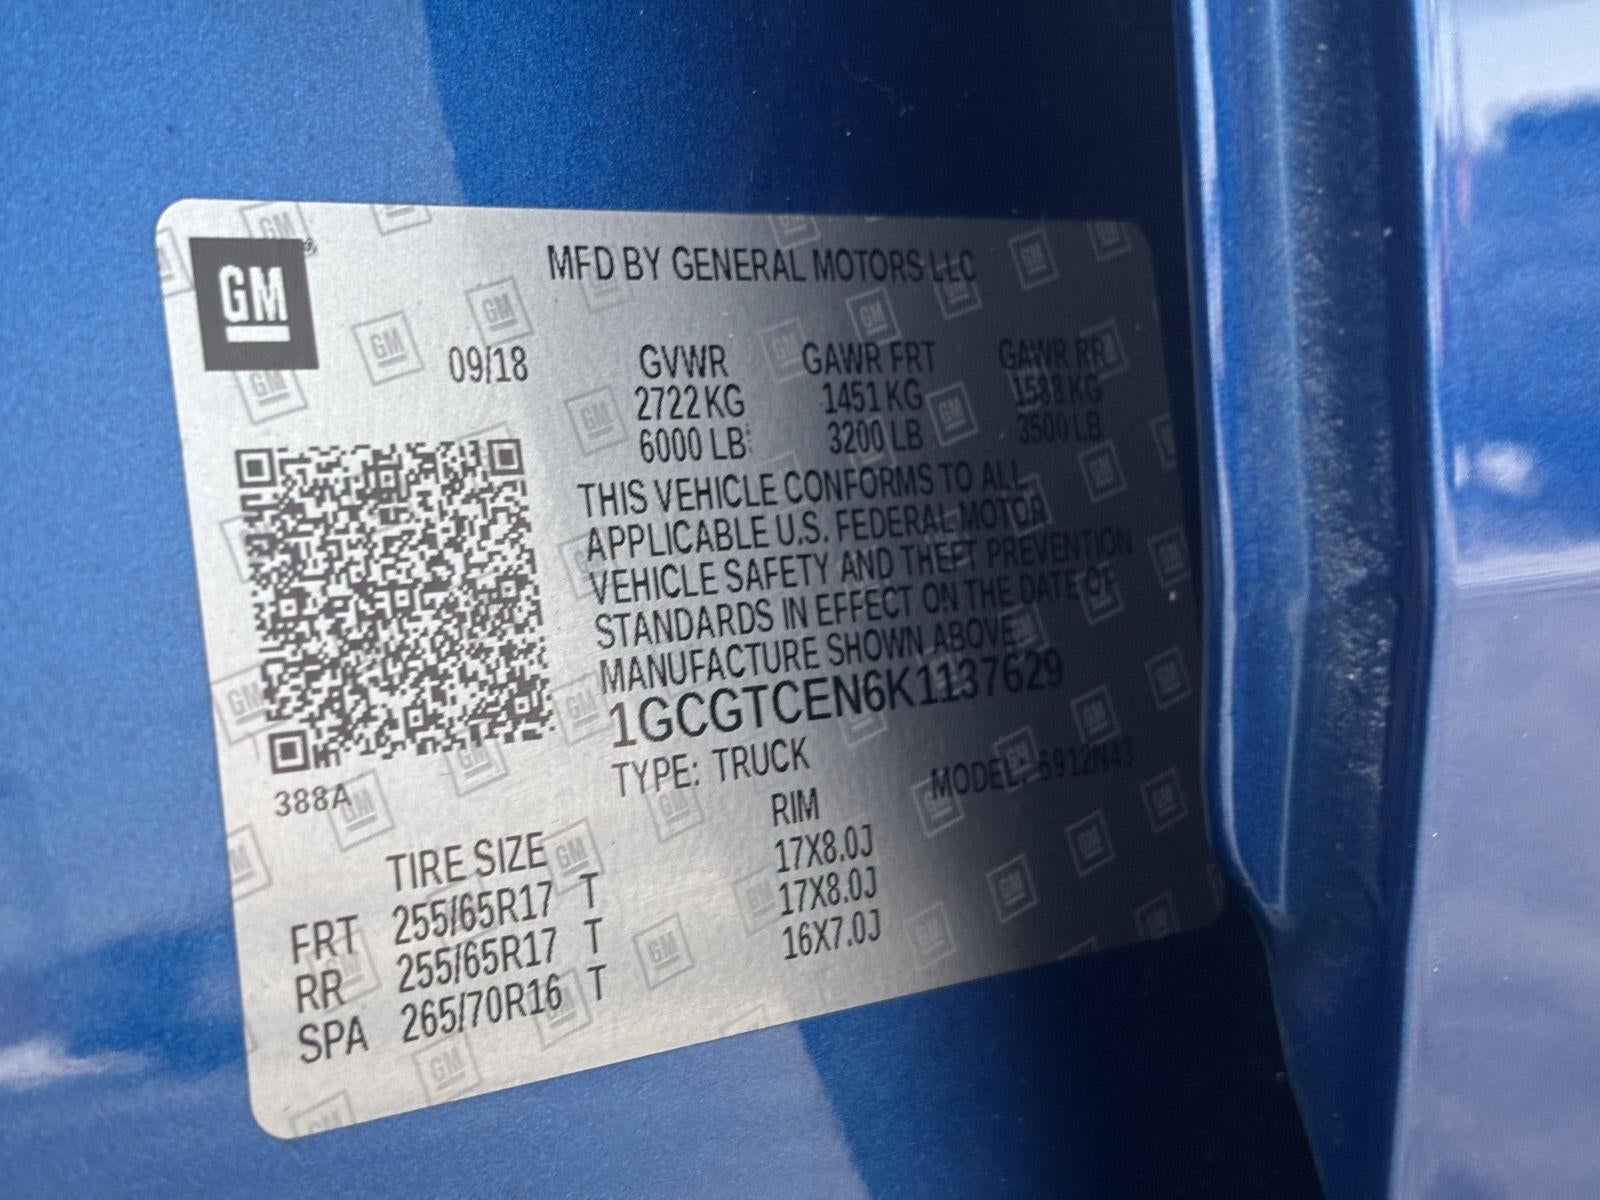 GM
MFD BY GENERAL MOTORS LLC
09/18 GVWR GAWR FRT GAWR RR
2722 KG 1451 KG 1588 KG
6000 LB 3200 LB 3500 LB
THIS VEHICLE CONFORMS TO ALL
APPLICABLE U.S. FEDERAL MOTOR
VEHICLE SAFETY AND THEFT PREVENTION
STANDARDS IN EFFECT ON THE DATE OF
MANUFACTURE SHOWN ABOVE
1GCGTCEN6K1137629
TYPE: TRUCK MODEL: 6912N43
388A
TIRE SIZE RIM
FRT 255/65R17 T 17X8.0J
RR 255/65R17 T 17X8.0J
SPA 265/70R16 T 16X7.0J